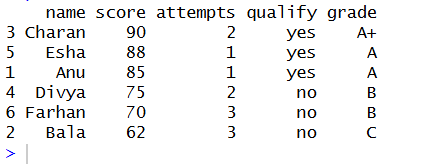 name score attempts qualify grade
3 Charan 90 2 yes A+
5 Esha 88 1 yes A
1 Anu 85 1 yes A
4 Divya 75 2 no B
6 Farhan 70 3 no B
2 Bala 62 3 no C
>